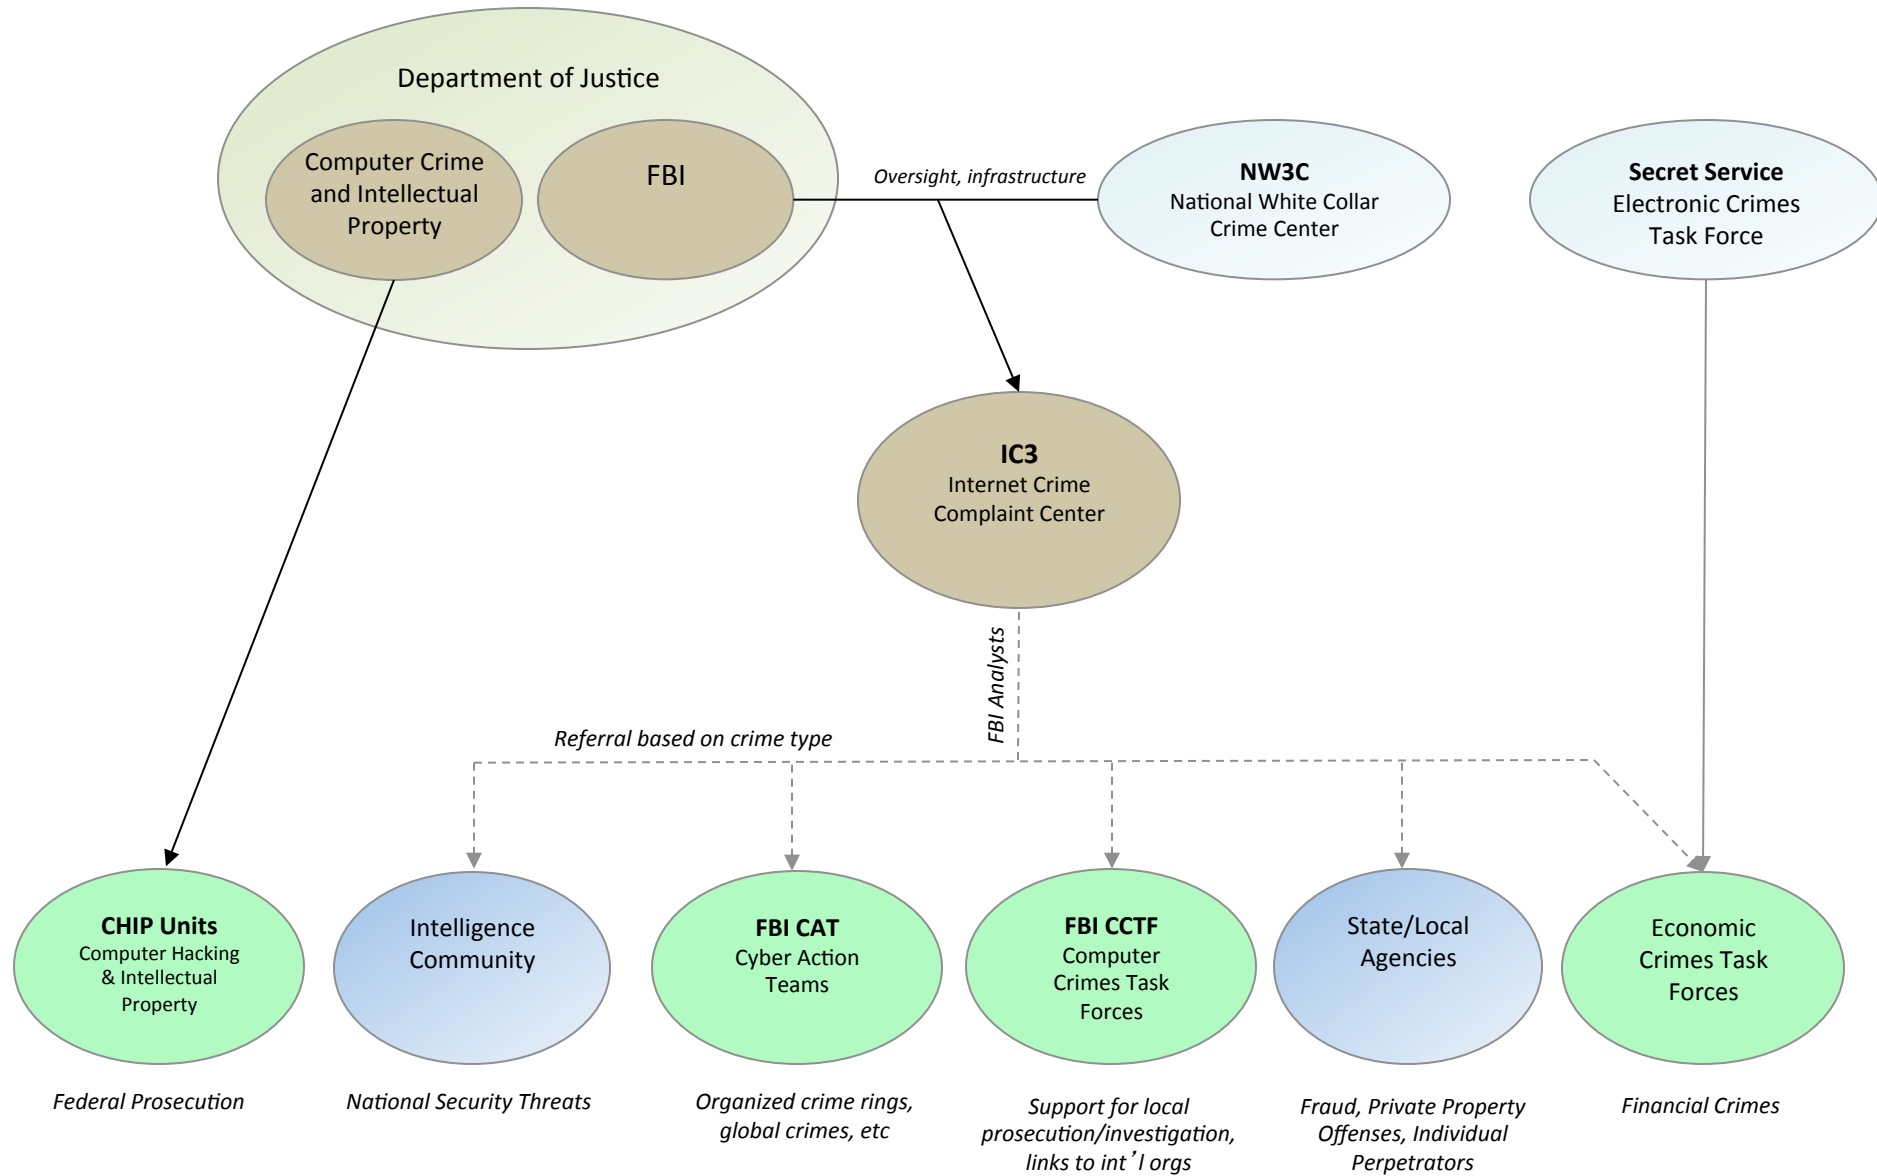 Department of Justice
Computer Crime
and Intellectual
Property
FBI
Oversight, infrastructure
NW3C
National White Collar
Crime Center
Secret Service
Electronic Crimes
Task Force
IC3
Internet Crime
Complaint Center
FBI Analysts
Referral based on crime type
CHIP Units
Computer Hacking
& Intellectual
Property
Intelligence
Community
FBI CAT
Cyber Action
Teams
FBI CCTF
Computer
Crimes Task
Forces
State/Local
Agencies
Economic
Crimes Task
Forces
Federal Prosecution
National Security Threats
Organized crime rings,
global crimes, etc
Support for local
prosecution/investigation,
links to int’l orgs
Fraud, Private Property
Offenses, Individual
Perpetrators
Financial Crimes